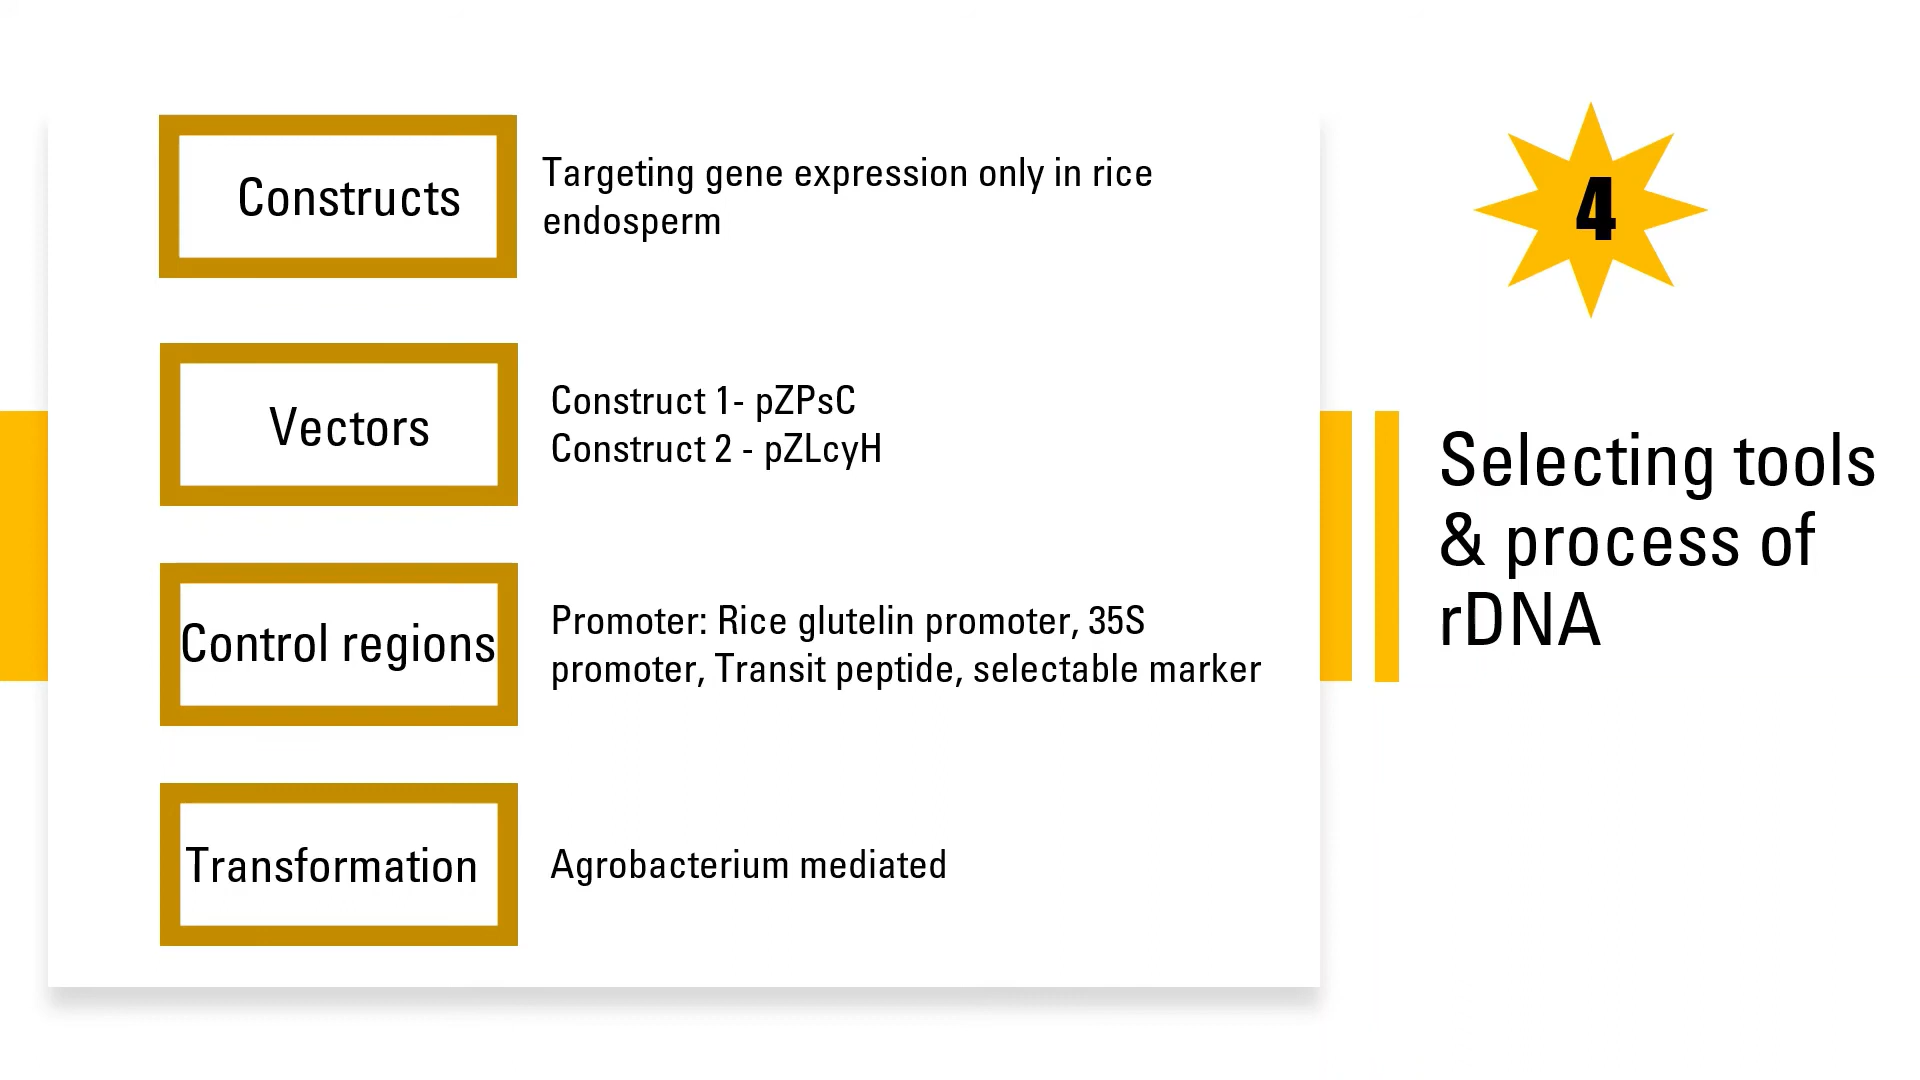 Constructs
Targeting gene expression only in rice
endosperm
Vectors
Construct 1- pZPsC
Construct 2 - pZLcyH
Control regions
Promoter: Rice glutelin promoter, 35S
promoter, Transit peptide, selectable marker
Transformation
Agrobacterium mediated
4
Selecting tools
& process of
rDNA